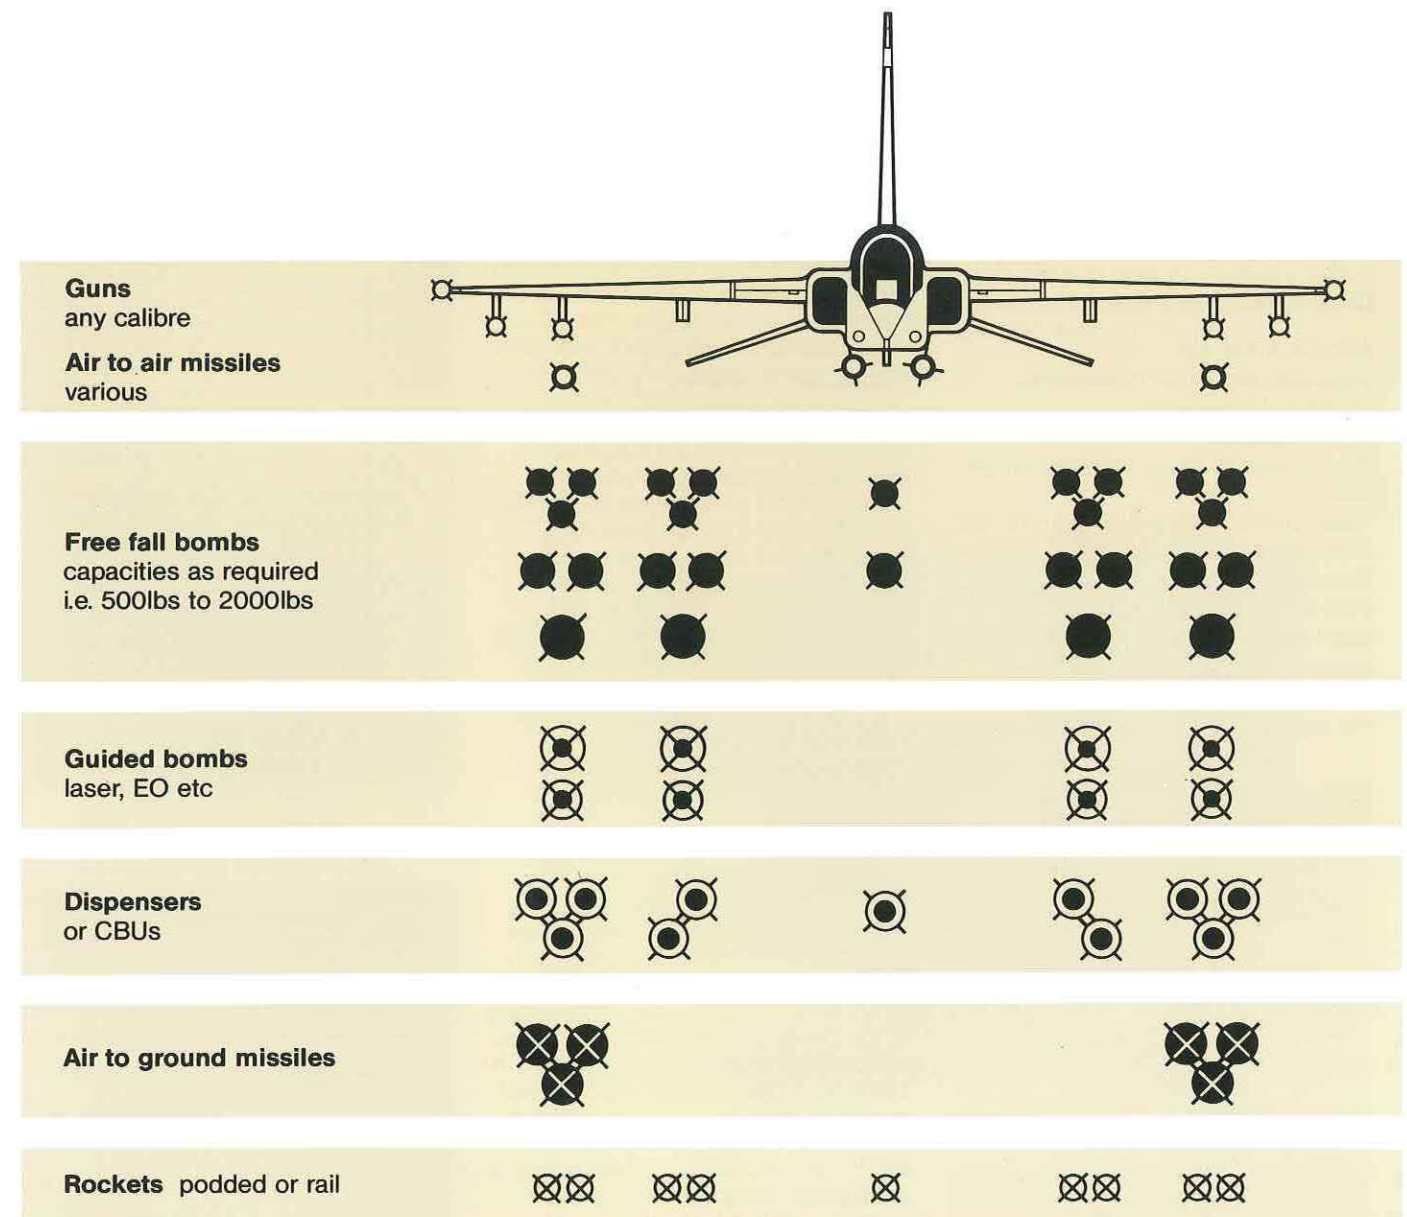 Guns
any calibre
Air to air missiles
various
Free fall bombs
capacities as required
i.e. 500lbs to 2000lbs
Guided bombs
laser, EO etc
Dispensers
or CBUs
Air to ground missiles
Rockets podded or rail